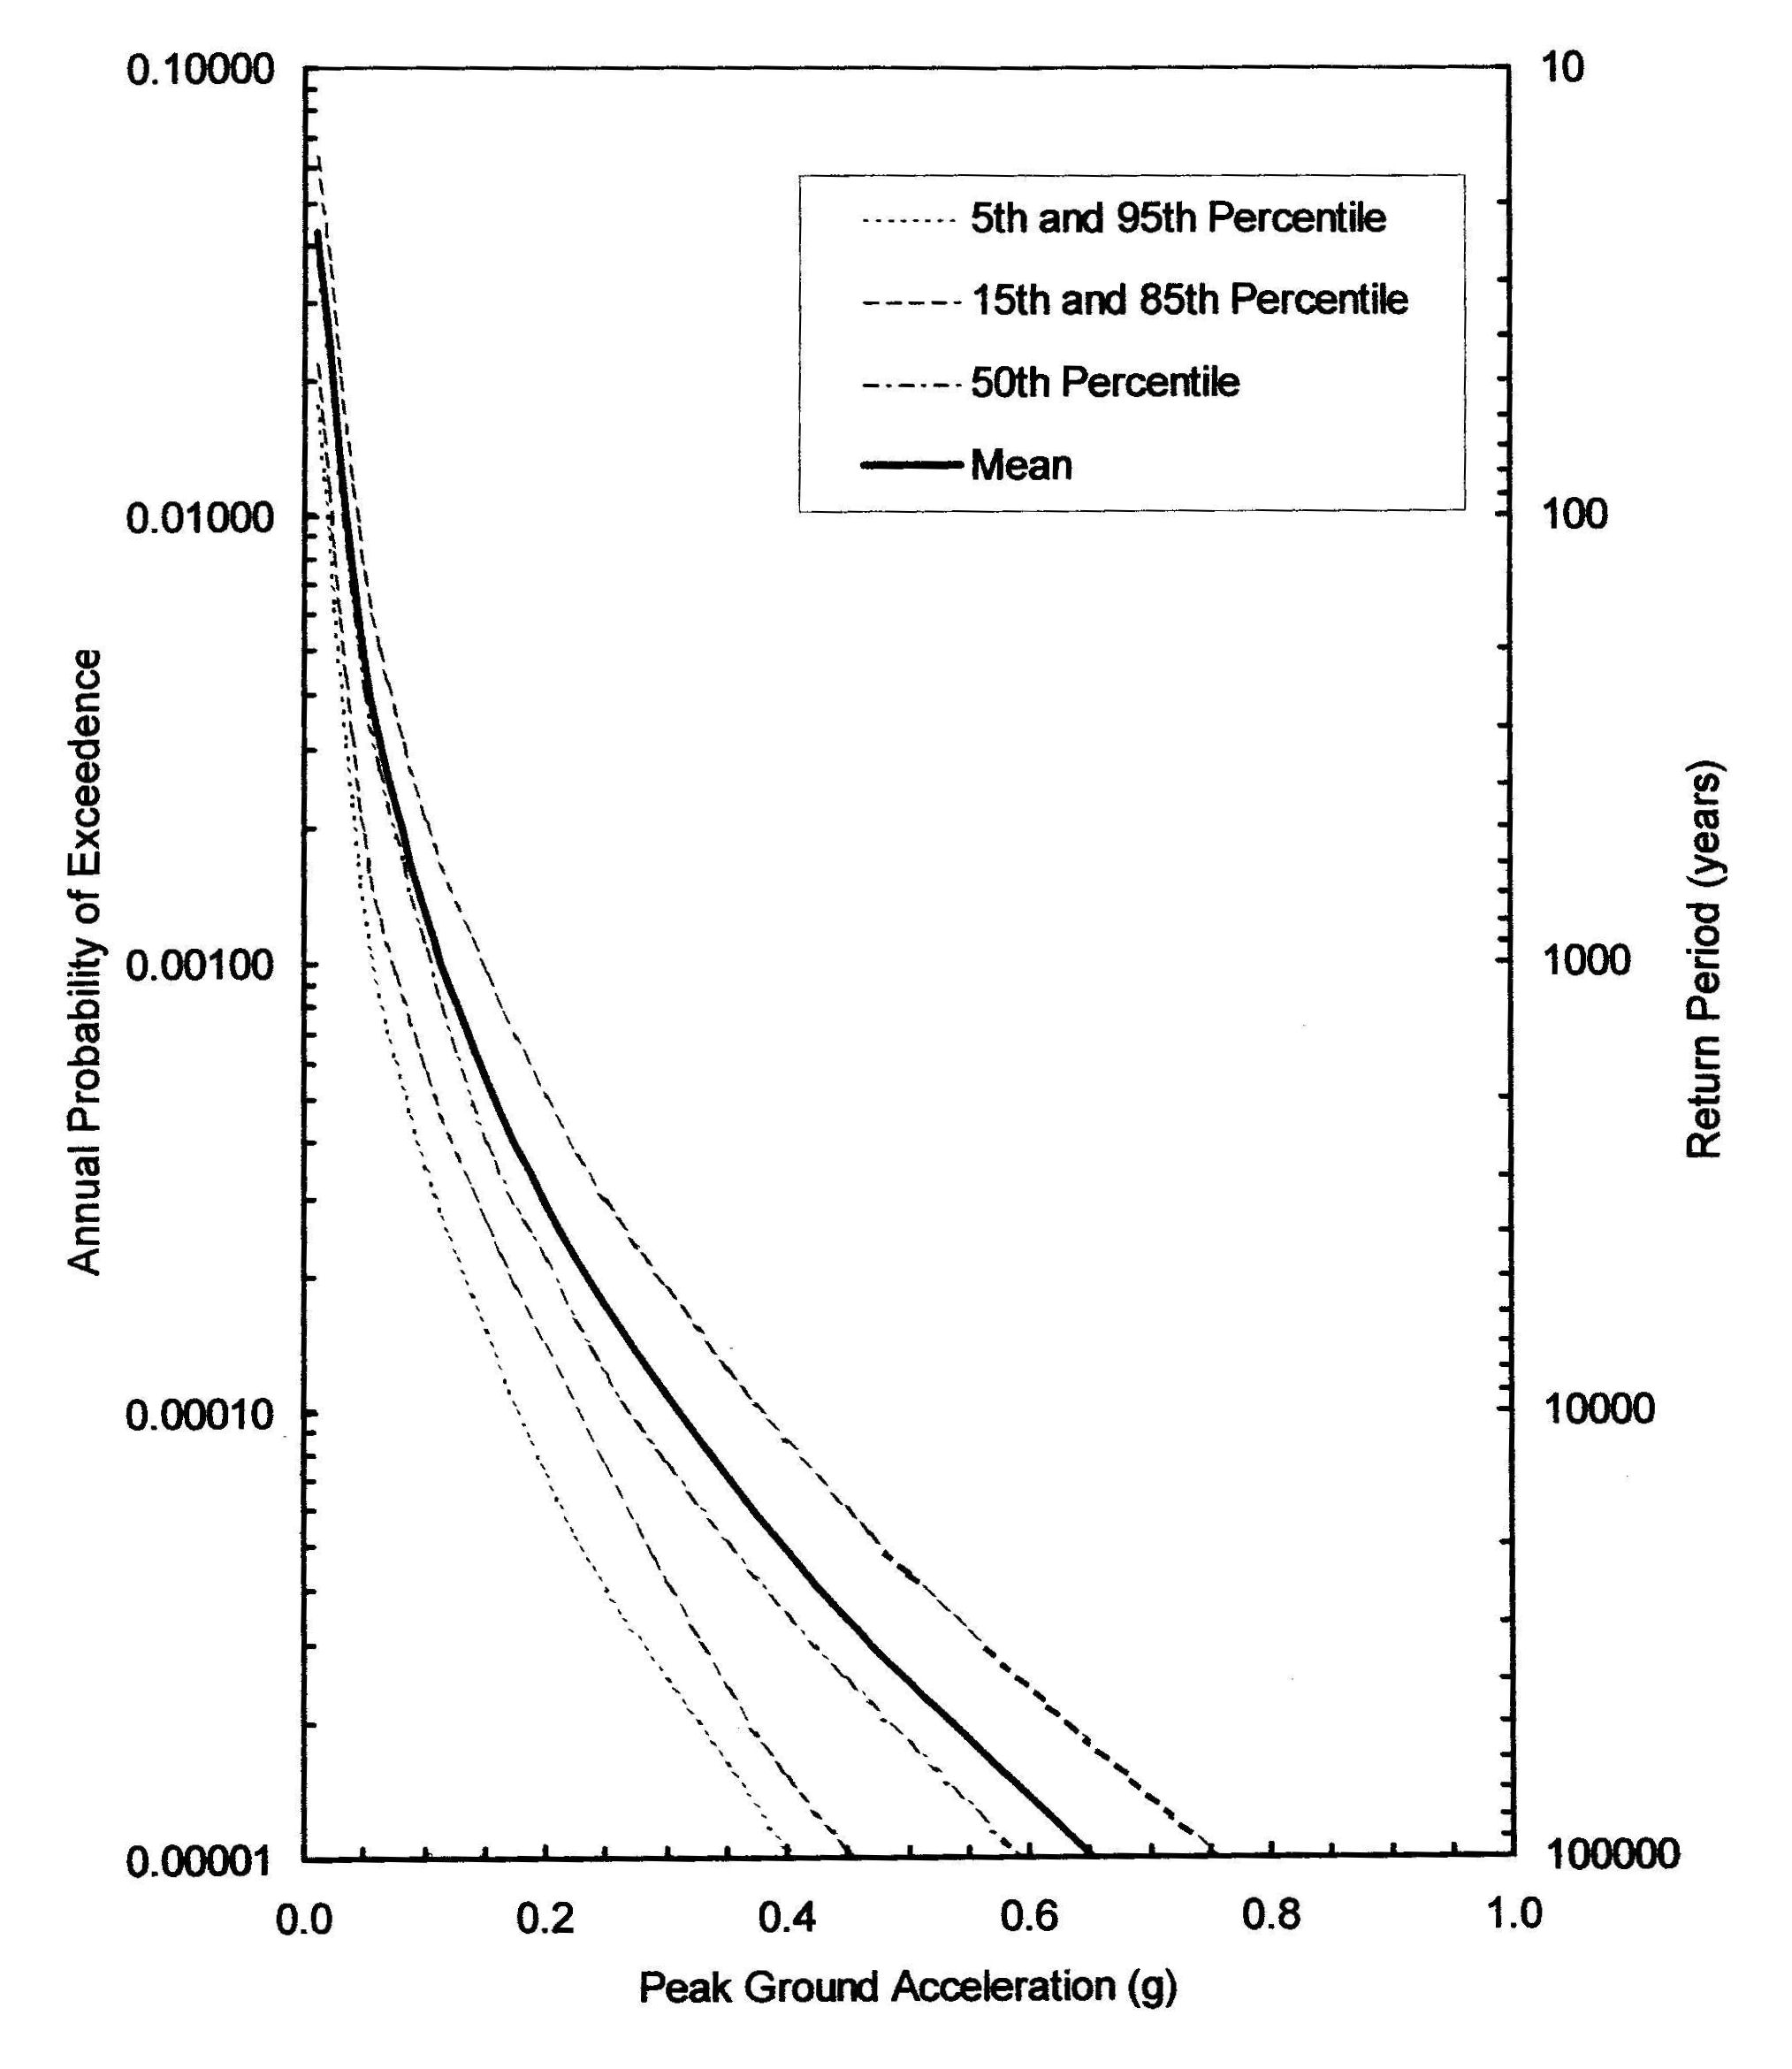 0.10000
0.01000
0.00100
0.00010
0.00001
Annual Probability of Exceedence
5th and 95th Percentile
15th and 85th Percentile
50th Percentile
Mean
10
100
1000
10000
100000
Return Period (years)
0.0 0.2 0.4 0.6 0.8 1.0
Peak Ground Acceleration (g)